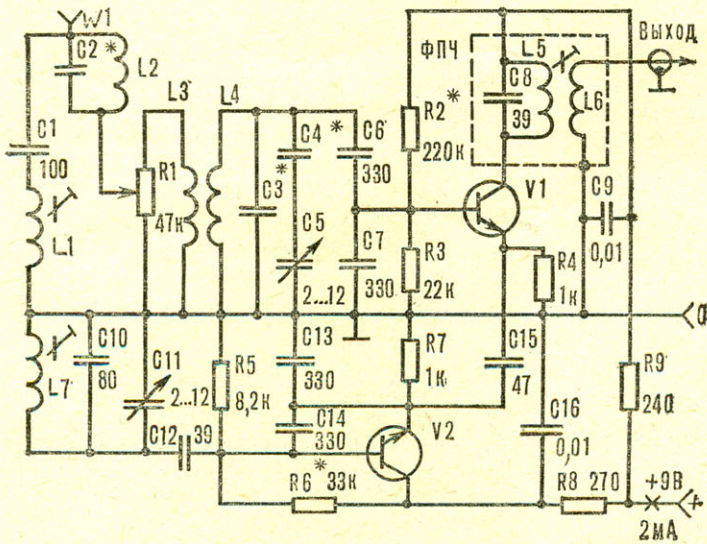 W1
C2
*
L2
C1
100
L1
L3
R1
47к
L4
C3
C4
*
C5
2...12
*
C6
330
C7
330
ФПЧ
R2
*
220к
R3
22к
L5
C8
39
L6
Выход
V1
R4
1к
C9
0,01
L7
C10
80
C11
2...12
C12
39
R5
8,2к
C13
330
C14
330
*
R6
33к
R7
1к
V2
C15
47
C16
0,01
R8 270
R9
240
+9В
2мА